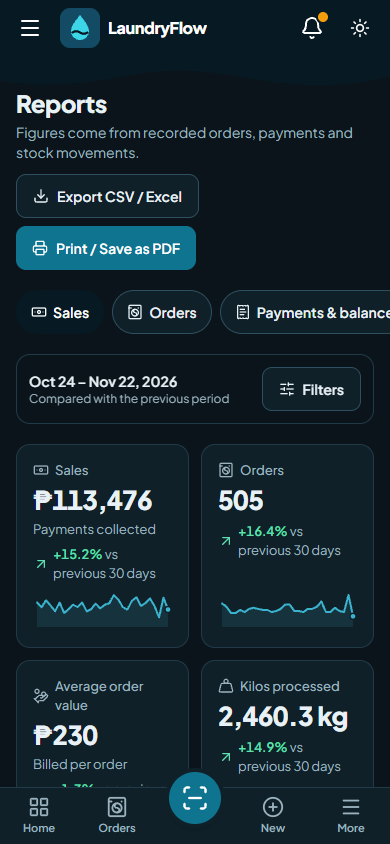 LaundryFlow
Reports
Figures come from recorded orders, payments and
stock movements.
Export CSV / Excel
Print / Save as PDF
Sales
Orders
Payments & balance
Oct 24 – Nov 22, 2026
Compared with the previous period
Filters
Sales
₱113,476
Payments collected
+15.2% vs
previous 30 days
Orders
505
+16.4% vs
previous 30 days
Average order
value
₱230
Billed per order
Kilos processed
2,460.3 kg
+14.9% vs
previous 30 days
Home
Orders
New
More